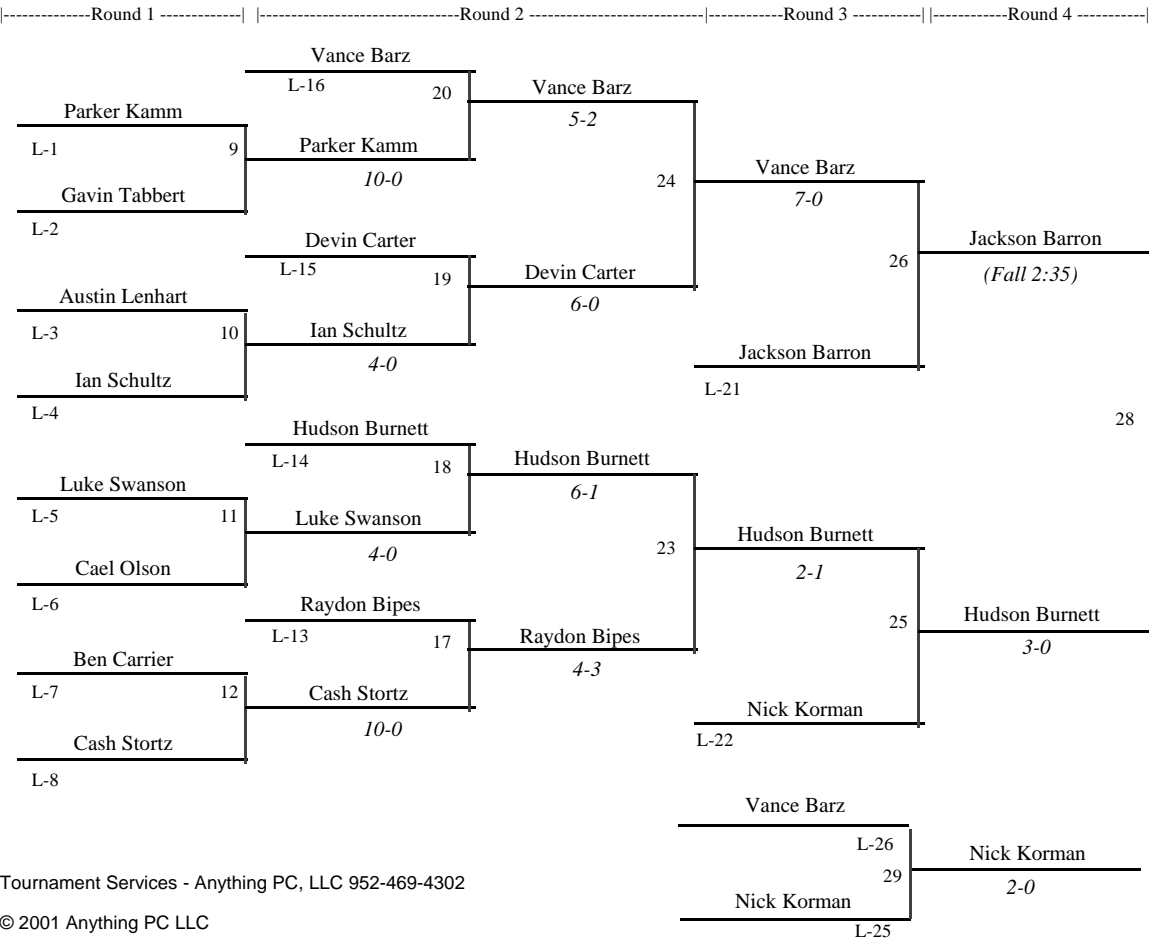 |---------------Round 1 --------------| |-----------------------------------Round 2 -------------------------------|--------------Round 3 ------------| |-------------Round 4 ------------|
Vance Barz
L-16
20
Vance Barz
5-2
Parker Kamm
L-1
9
Parker Kamm
10-0
Gavin Tabbert
L-2
24
Vance Barz
7-0
Devin Carter
L-15
19
Devin Carter
6-0
26
Jackson Barron
(Fall 2:35)
Austin Lenhart
L-3
10
Ian Schultz
4-0
Ian Schultz
L-4
Jackson Barron
L-21
28
Hudson Burnett
L-14
18
Hudson Burnett
6-1
Luke Swanson
L-5
11
Luke Swanson
4-0
Cael Olson
L-6
23
Hudson Burnett
2-1
Raydon Bipes
L-13
17
Raydon Bipes
4-3
25
Hudson Burnett
3-0
Ben Carrier
L-7
12
Cash Stortz
10-0
Cash Stortz
L-8
Nick Korman
L-22
Vance Barz
L-26
29
Nick Korman
2-0
Nick Korman
L-25
Tournament Services - Anything PC, LLC 952-469-4302
© 2001 Anything PC LLC